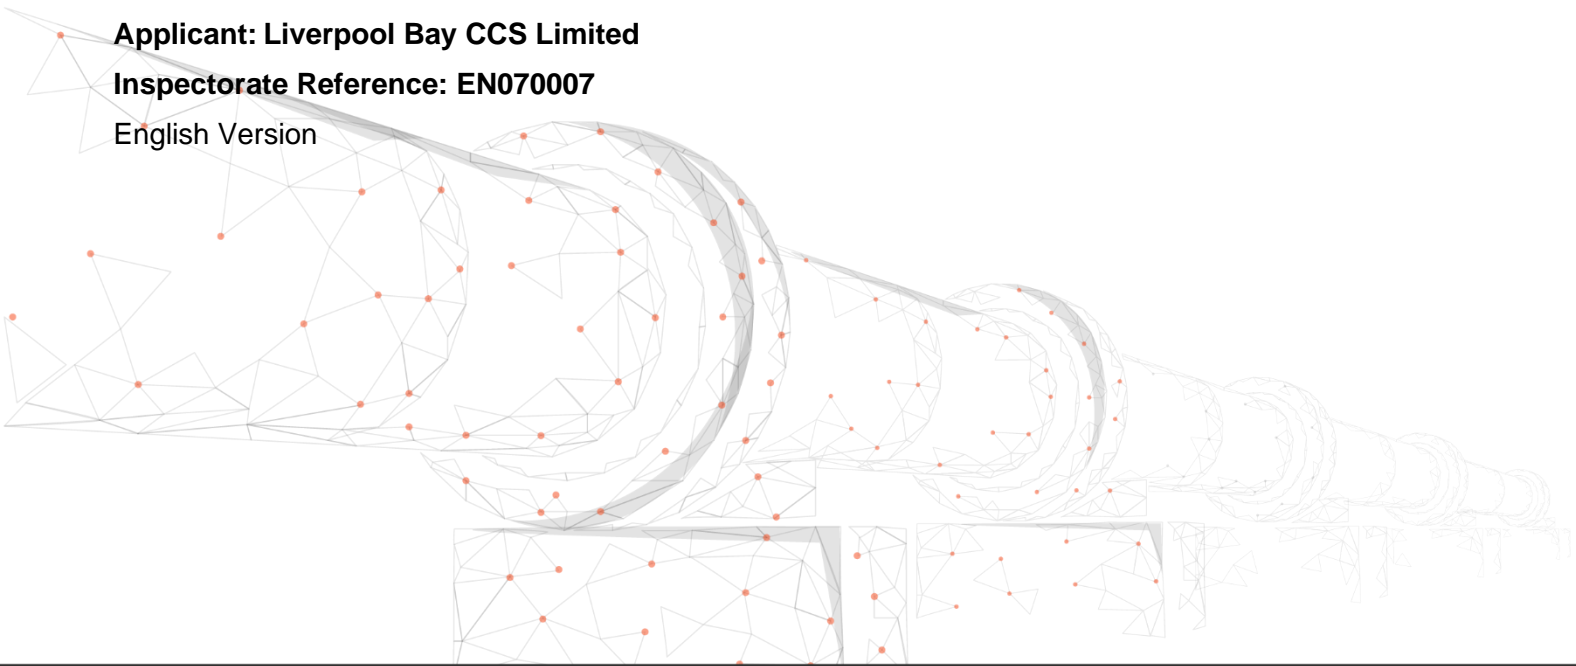 Applicant: Liverpool Bay CCS Limited
Inspectorate Reference: EN070007
English Version